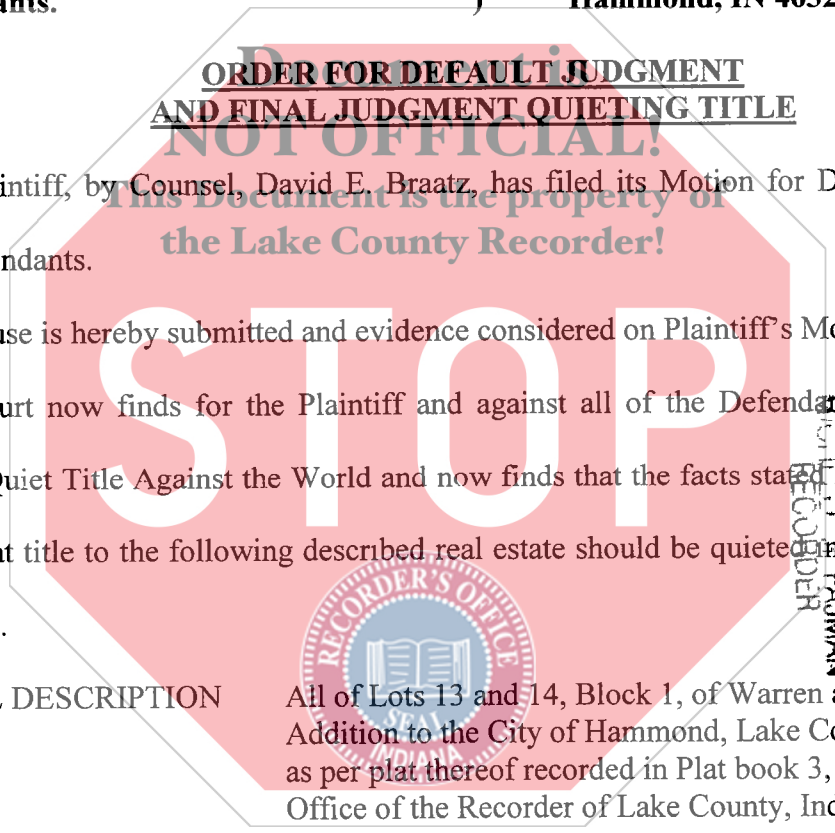 ants. ) Hammond, IN 4632
Document is
ORDER FOR DEFAULT JUDGMENT
AND FINAL JUDGMENT QUIETING TITLE
NOT OFFICIAL!
intiff, by Counsel, David E. Braatz, has filed its Motion for D
This Document is the property of
the Lake County Recorder!
ndants.
use is hereby submitted and evidence considered on Plaintiff's Mo
STOP
urt now finds for the Plaintiff and against all of the Defendan
Quiet Title Against the World and now finds that the facts stated
RECORDER
at title to the following described real estate should be quieted in
.
RECORDER'S OFFICE
SEAL
INDIANA
DESCRIPTION All of Lots 13 and 14, Block 1, of Warren a
Addition to the City of Hammond, Lake Co
as per plat thereof recorded in Plat book 3,
Office of the Recorder of Lake County, Ind